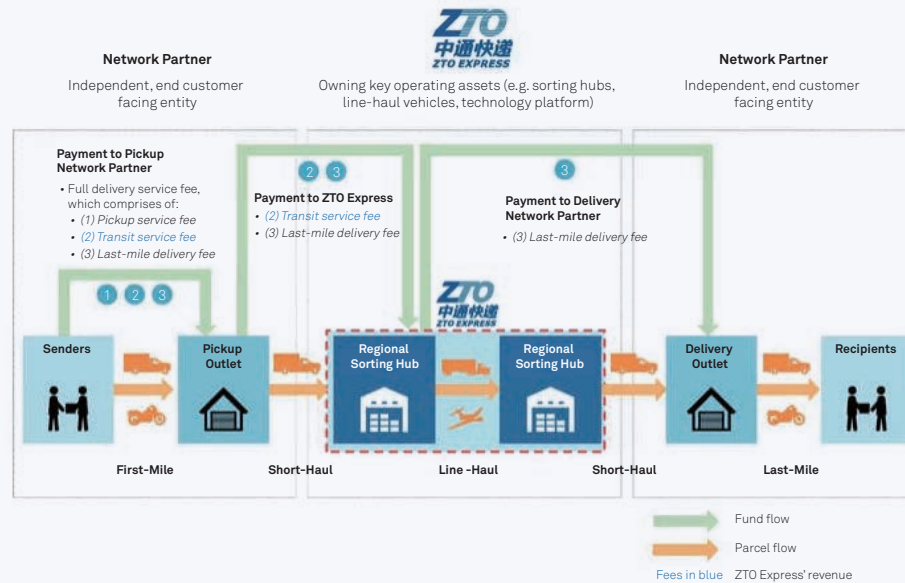 ZTO
中通快递
ZTO EXPRESS
Network Partner
Independent, end customer
facing entity
Owning key operating assets (e.g. sorting hubs,
line-haul vehicles, technology platform)
Network Partner
Independent, end customer
facing entity
Payment to Pickup
Network Partner
• Full delivery service fee,
which comprises of:
• (1) Pickup service fee
• (2) Transit service fee
• (3) Last-mile delivery fee
1 2 3
2 3
Payment to ZTO Express
• (2) Transit service fee
• (3) Last-mile delivery fee
3
Payment to Delivery
Network Partner
• (3) Last-mile delivery fee
ZTO
中通快递
ZTO EXPRESS
Senders
Pickup
Outlet
Regional
Sorting Hub
Regional
Sorting Hub
Delivery
Outlet
Recipients
First-Mile
Short-Haul
Line -Haul
Short-Haul
Last-Mile
Fund flow
Parcel flow
Fees in blue ZTO Express' revenue